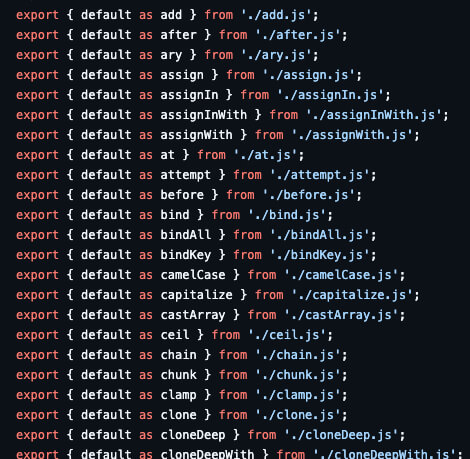 export { default as add } from './add.js';
export { default as after } from './after.js';
export { default as ary } from './ary.js';
export { default as assign } from './assign.js';
export { default as assignIn } from './assignIn.js';
export { default as assignInWith } from './assignInWith.js';
export { default as assignWith } from './assignWith.js';
export { default as at } from './at.js';
export { default as attempt } from './attempt.js';
export { default as before } from './before.js';
export { default as bind } from './bind.js';
export { default as bindAll } from './bindAll.js';
export { default as bindKey } from './bindKey.js';
export { default as camelCase } from './camelCase.js';
export { default as capitalize } from './capitalize.js';
export { default as castArray } from './castArray.js';
export { default as ceil } from './ceil.js';
export { default as chain } from './chain.js';
export { default as chunk } from './chunk.js';
export { default as clamp } from './clamp.js';
export { default as clone } from './clone.js';
export { default as cloneDeep } from './cloneDeep.js';
export { default as cloneDeepWith } from './cloneDeepWith.js';